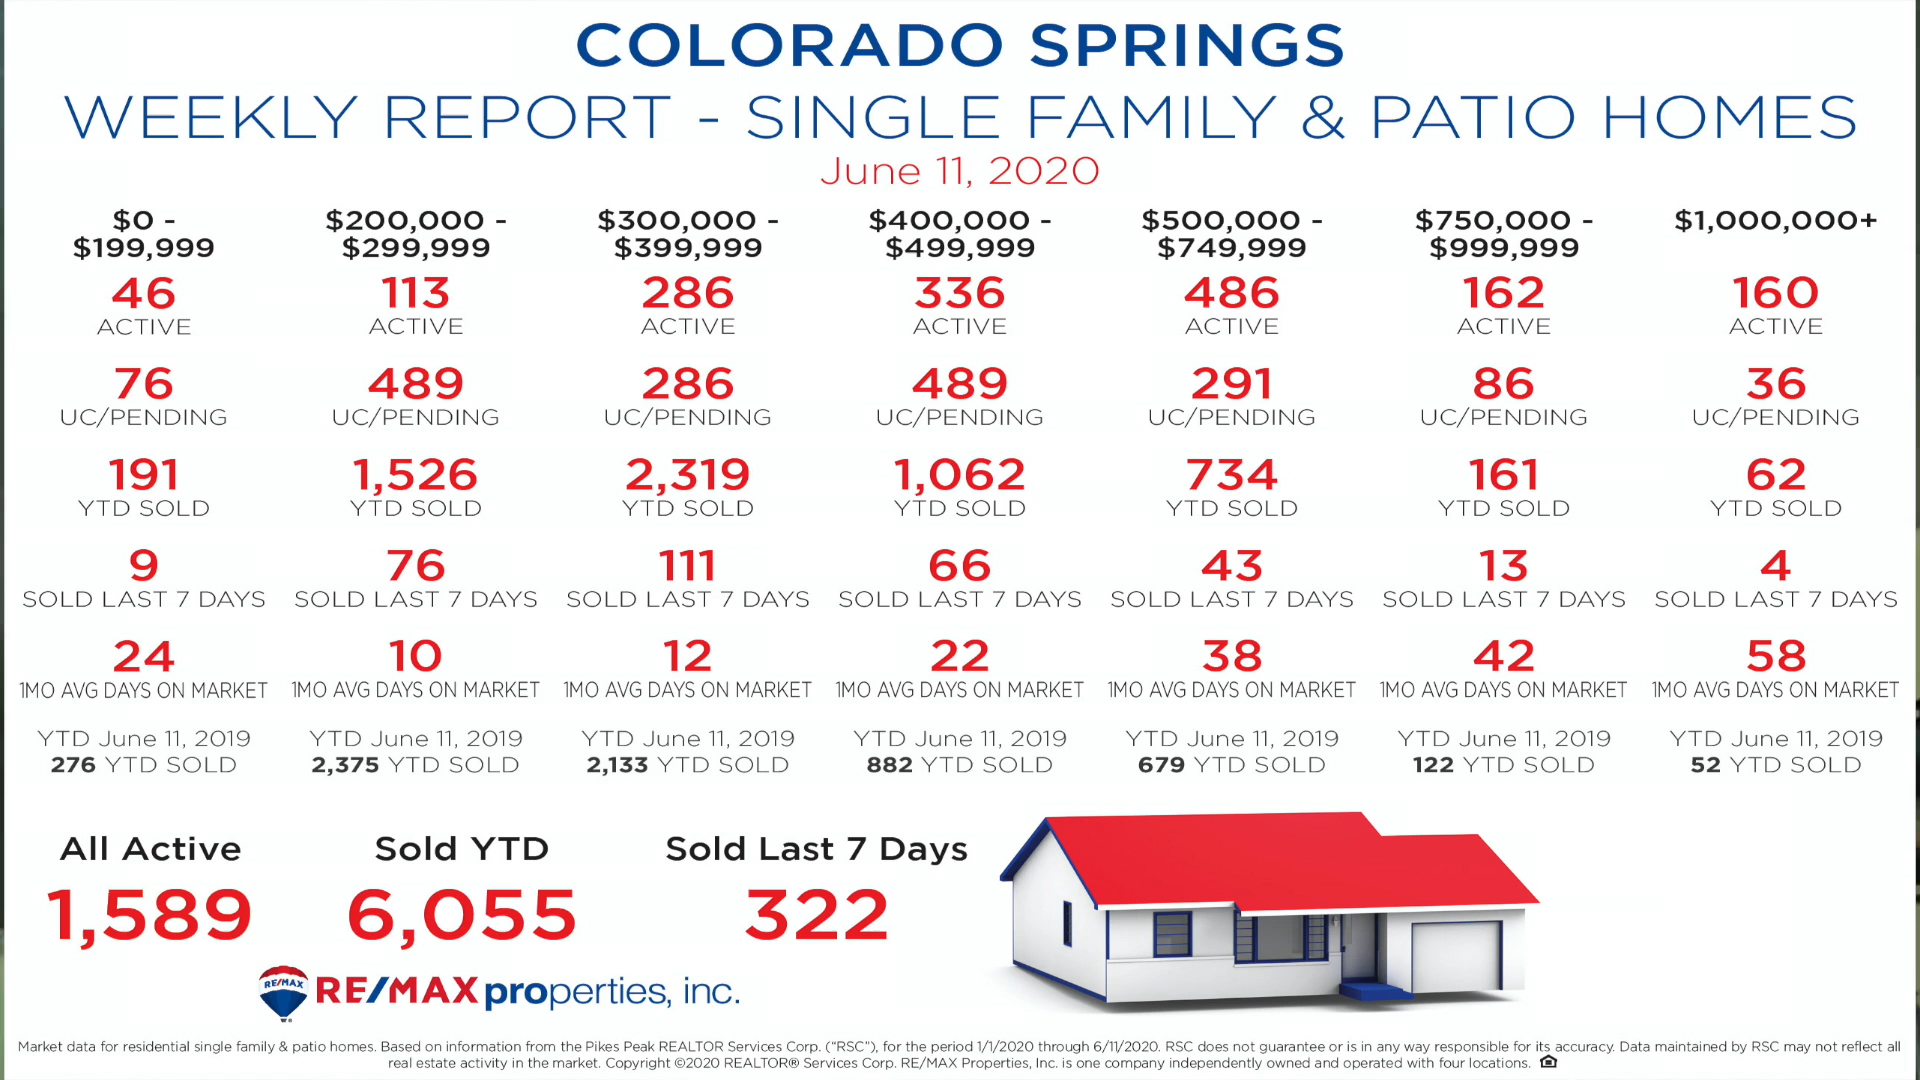 COLORADO SPRINGS
WEEKLY REPORT - SINGLE FAMILY & PATIO HOMES
June 11, 2020
$0 - $200,000 - $300,000 - $400,000 - $500,000 - $750,000 - $1,000,000+
$199,999 $299,999 $399,999 $499,999 $749,999 $999,999
46 113 286 336 486 162 160
ACTIVE ACTIVE ACTIVE ACTIVE ACTIVE ACTIVE ACTIVE
76 489 286 489 291 86 36
UC/PENDING UC/PENDING UC/PENDING UC/PENDING UC/PENDING UC/PENDING UC/PENDING
191 1,526 2,319 1,062 734 161 62
YTD SOLD YTD SOLD YTD SOLD YTD SOLD YTD SOLD YTD SOLD YTD SOLD
9 76 111 66 43 13 4
SOLD LAST 7 DAYS SOLD LAST 7 DAYS SOLD LAST 7 DAYS SOLD LAST 7 DAYS SOLD LAST 7 DAYS SOLD LAST 7 DAYS SOLD LAST 7 DAYS
24 10 12 22 38 42 58
1MO AVG DAYS ON MARKET 1MO AVG DAYS ON MARKET 1MO AVG DAYS ON MARKET 1MO AVG DAYS ON MARKET 1MO AVG DAYS ON MARKET 1MO AVG DAYS ON MARKET 1MO AVG DAYS ON MARKET
YTD June 11, 2019 YTD June 11, 2019 YTD June 11, 2019 YTD June 11, 2019 YTD June 11, 2019 YTD June 11, 2019 YTD June 11, 2019
276 YTD SOLD 2,375 YTD SOLD 2,133 YTD SOLD 882 YTD SOLD 679 YTD SOLD 122 YTD SOLD 52 YTD SOLD
All Active Sold YTD Sold Last 7 Days
1,589 6,055 322
RE/MAX RE/MAX properties, inc.
Market data for residential single family & patio homes. Based on information from the Pikes Peak REALTOR Services Corp. ("RSC"), for the period 1/1/2020 through 6/11/2020. RSC does not guarantee or is in any way responsible for its accuracy. Data maintained by RSC may not reflect all
real estate activity in the market. Copyright ©2020 REALTOR® Services Corp. RE/MAX Properties, Inc. is one company independently owned and operated with four locations.